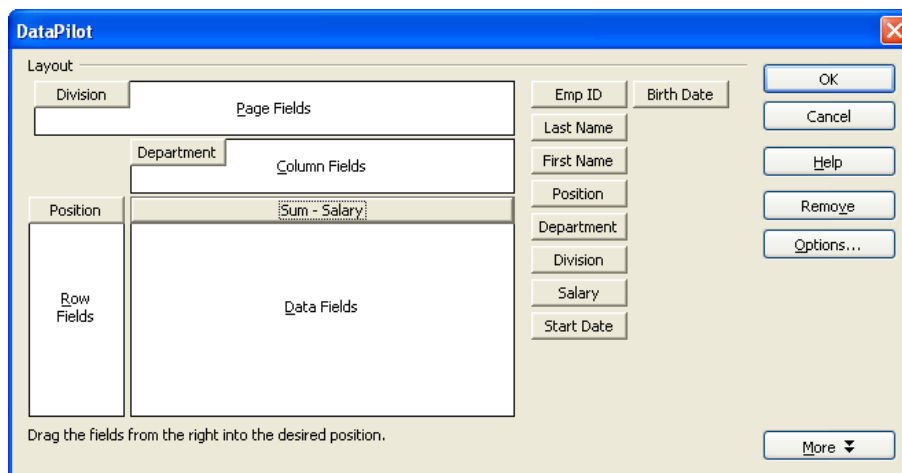 DataPilot
Layout
Division
Page Fields
Department
Column Fields
Position
Sum - Salary
Row
Fields
Data Fields
Emp ID
Birth Date
Last Name
First Name
Position
Department
Division
Salary
Start Date
OK
Cancel
Help
Remove
Options...
Drag the fields from the right into the desired position.
More